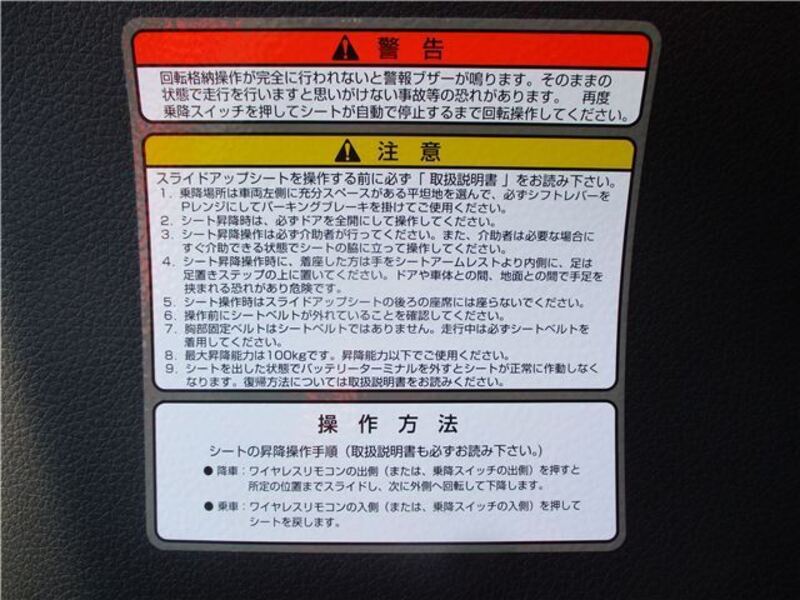 警告
回転格納操作が完全に行われないと警報ブザーが鳴ります。そのままの
状態で走行を行いますと思いがけない事故等の恐れがあります。 再度
乗降スイッチを押してシートが自動で停止するまで回転操作してください。
注意
スライドアップシートを操作する前に必ず「取扱説明書」をお読み下さい。
1. 乗降場所は車両左側に充分スペースがある平坦地を選んで、必ずシフトレバーを
Pレンジにしてパーキングブレーキを掛けてご使用ください。
2. シート昇降時は、必ずドアを全開にして操作してください。
3. シート昇降操作は必ず介助者が行ってください。また、介助者は必要な場合に
すぐ介助できる状態でシートの脇に立って操作してください。
4. シート昇降操作時に、着座した方は手をシートアームレストより内側に、足は
足置きステップの上に置いてください。ドアや車体との間、地面との間で手足を
挟まれる恐れがあり危険です。
5. シート操作時はスライドアップシートの後ろの座席には座らないでください。
6. 操作前にシートベルトが外れていることを確認してください。
7. 胸部固定ベルトはシートベルトではありません。走行中は必ずシートベルトを
着用してください。
8. 最大昇降能力は100kgです。昇降能力以下でご使用ください。
9. シートを出した状態でバッテリーターミナルを外すとシートが正常に作動しなく
なります。復帰方法については取扱説明書をお読みください。
操作方法
シートの昇降操作手順(取扱説明書も必ずお読み下さい。)
●降車:ワイヤレスリモコンの出側(または、乗降スイッチの出側)を押すと
所定の位置までスライドし、次に外側へ回転して下降します。
●乗車:ワイヤレスリモコンの入側(または、乗降スイッチの入側)を押して
シートを戻します。